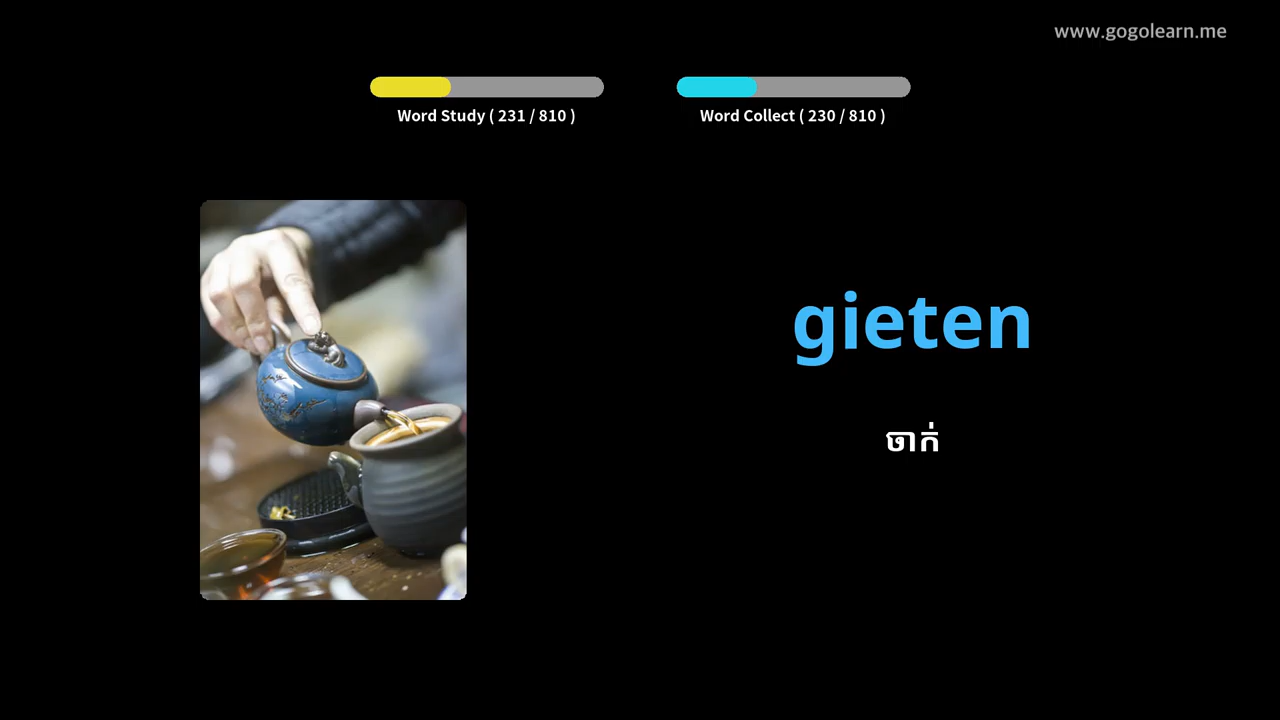 www.gogolearn.me
Word Study ( 231 / 810 )
Word Collect ( 230 / 810 )
gieten
ចាក់